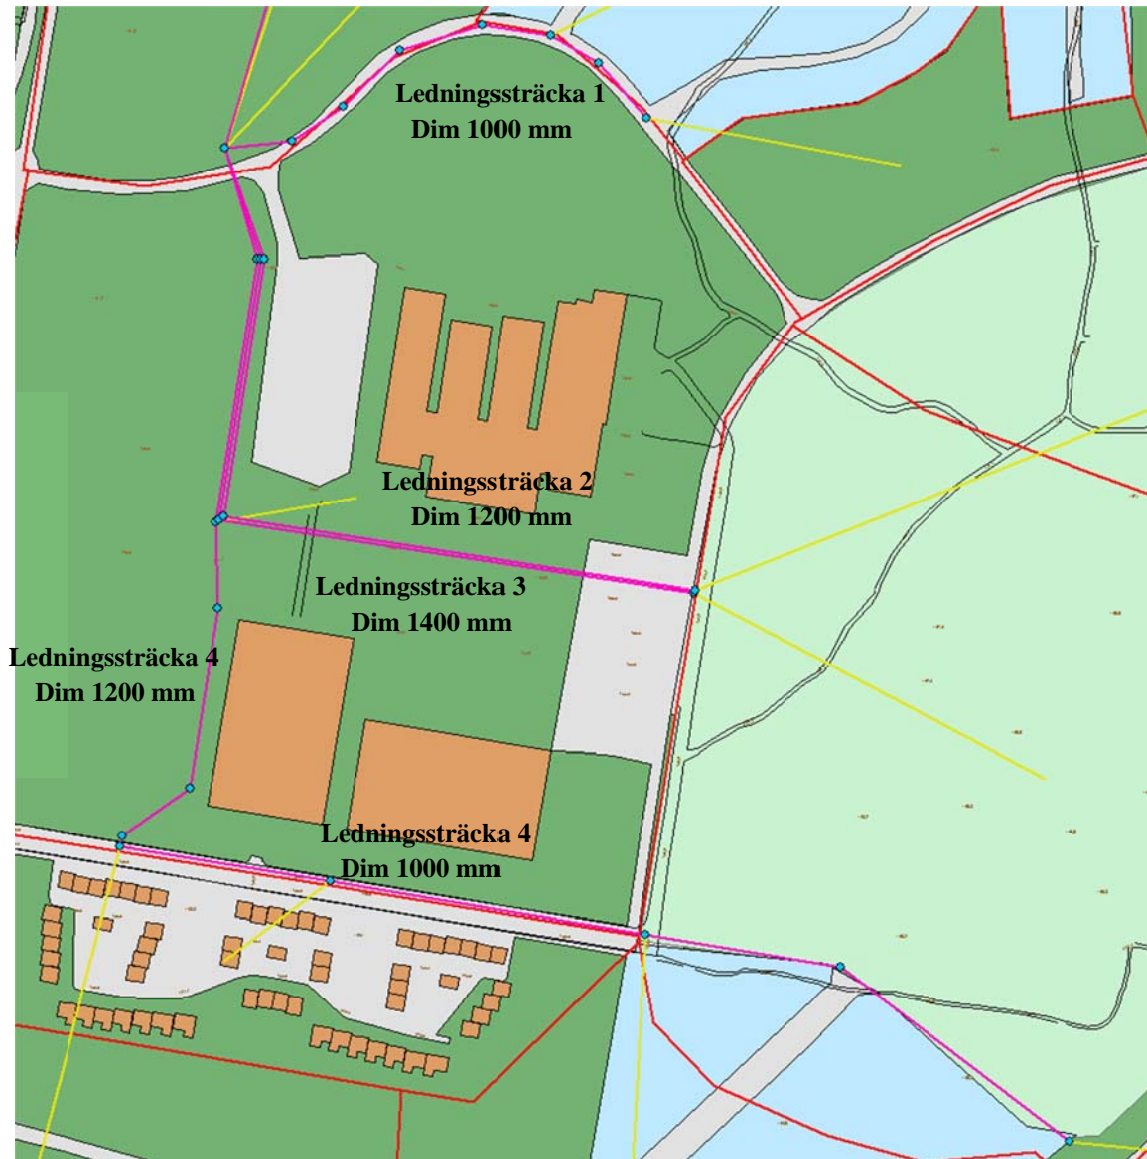 Ledningssträcka 1
Dim 1000 mm
Ledningssträcka 2
Dim 1200 mm
Ledningssträcka 3
Dim 1400 mm
Ledningssträcka 4
Dim 1200 mm
Ledningssträcka 4
Dim 1000 mm